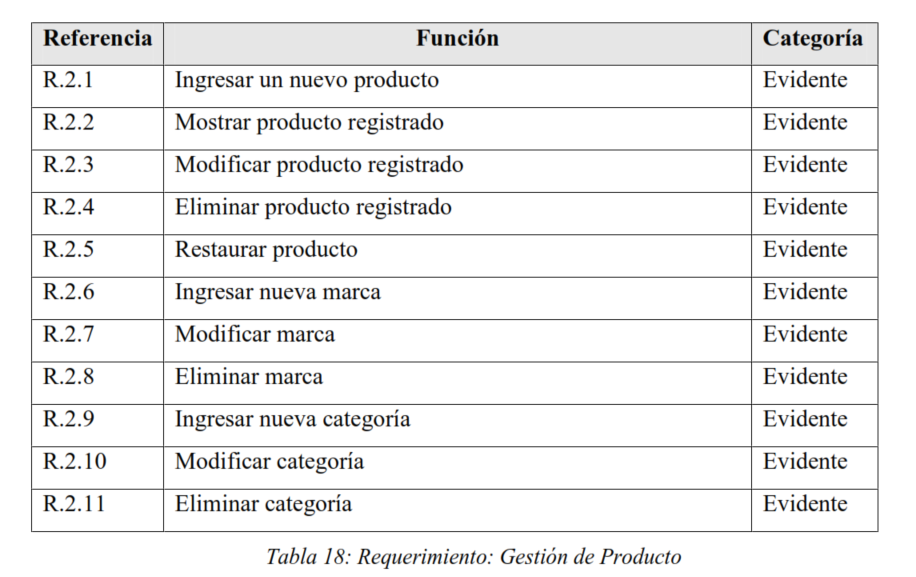 Referencia Función Categoría
R.2.1 Ingresar un nuevo producto Evidente
R.2.2 Mostrar producto registrado Evidente
R.2.3 Modificar producto registrado Evidente
R.2.4 Eliminar producto registrado Evidente
R.2.5 Restaurar producto Evidente
R.2.6 Ingresar nueva marca Evidente
R.2.7 Modificar marca Evidente
R.2.8 Eliminar marca Evidente
R.2.9 Ingresar nueva categoría Evidente
R.2.10 Modificar categoría Evidente
R.2.11 Eliminar categoría Evidente
Tabla 18: Requerimiento: Gestión de Producto